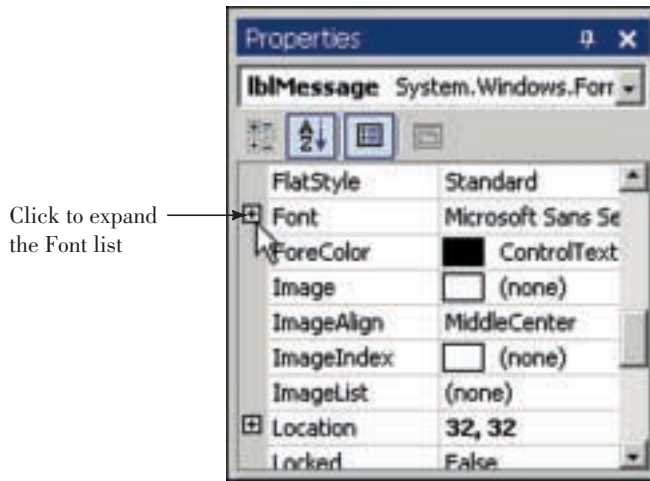 Properties
lblMessage System.Windows.Forr
FlatStyle Standard
Click to expand
the Font list
Font Microsoft Sans Se
ForeColor ControlText
Image (none)
ImageAlign MiddleCenter
ImageIndex (none)
ImageList (none)
Location 32, 32
Locked False